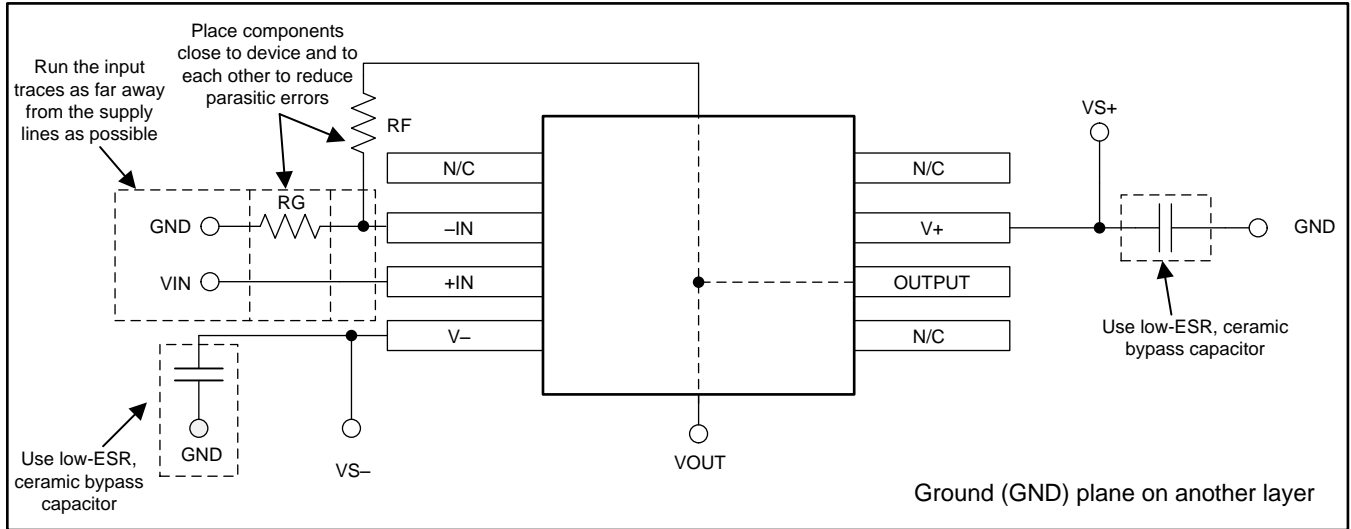 Place components
close to device and to
each other to reduce
parasitic errors
Run the input
traces as far away
from the supply
lines as possible
RF
VS+
N/C
N/C
RG
GND
–IN
V+
GND
VIN
+IN
OUTPUT
V–
N/C
Use low-ESR, ceramic
bypass capacitor
GND
VS–
VOUT
Use low-ESR,
ceramic bypass
capacitor
Ground (GND) plane on another layer